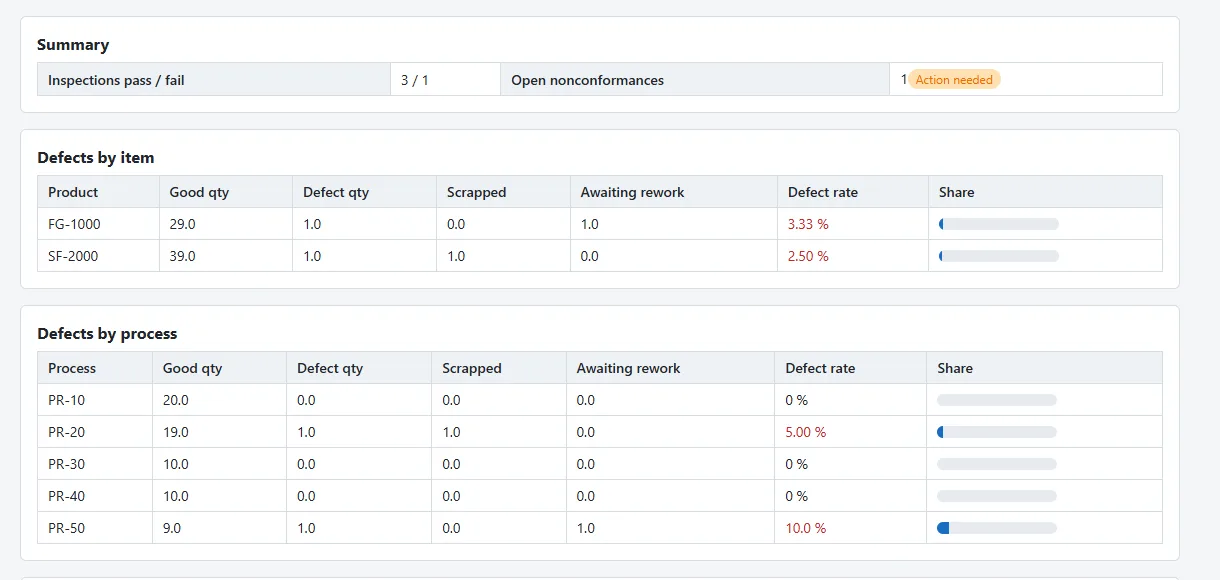 Summary
Inspections pass / fail 3 / 1 Open nonconformances 1 Action needed
Defects by item
Product Good qty Defect qty Scrapped Awaiting rework Defect rate Share
FG-1000 29.0 1.0 0.0 1.0 3.33 %
SF-2000 39.0 1.0 1.0 0.0 2.50 %
Defects by process
Process Good qty Defect qty Scrapped Awaiting rework Defect rate Share
PR-10 20.0 0.0 0.0 0.0 0 %
PR-20 19.0 1.0 1.0 0.0 5.00 %
PR-30 10.0 0.0 0.0 0.0 0 %
PR-40 10.0 0.0 0.0 0.0 0 %
PR-50 9.0 1.0 0.0 1.0 10.0 %